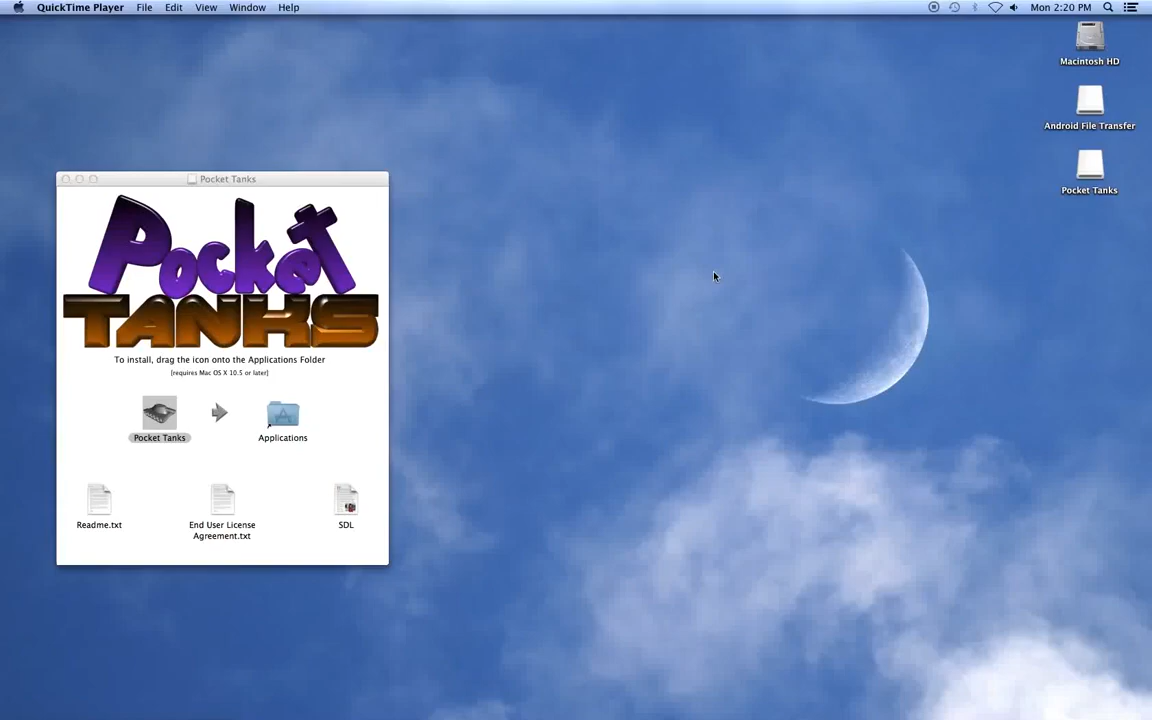 QuickTime Player File Edit View Window Help Mon 2:20 PM
Macintosh HD
Android File Transfer
Pocket Tanks
Pocket Tanks
Pocket
TANKS
To install, drag the icon onto the Applications Folder
[requires Mac OS X 10.5 or later]
Pocket Tanks Applications
Readme.txt End User License Agreement.txt SDL